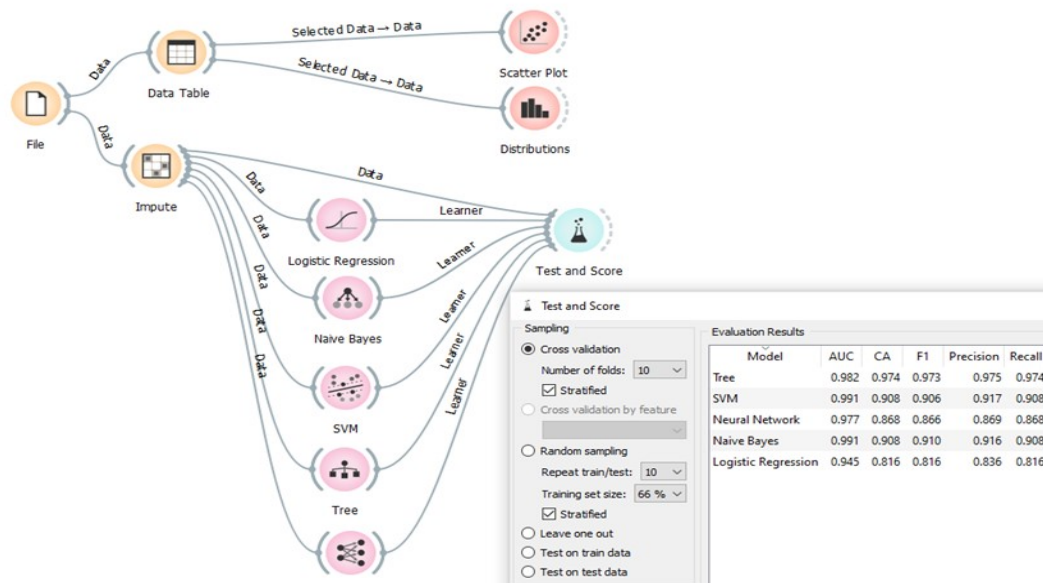 Data
Data Table
Selected Data → Data
Scatter Plot
Selected Data → Data
Distributions
File
Data
Impute
Data
Data
Logistic Regression
Learner
Data
Naive Bayes
Learner
Data
SVM
Learner
Data
Tree
Learner
Data
Learner
Test and Score
Test and Score
Sampling
Cross validation
Number of folds: 10
Stratified
Cross validation by feature
Random sampling
Repeat train/test: 10
Training set size: 66 %
Stratified
Leave one out
Test on train data
Test on test data
Evaluation Results
Model AUC CA F1 Precision Recall
Tree 0.982 0.974 0.973 0.975 0.974
SVM 0.991 0.908 0.906 0.917 0.908
Neural Network 0.977 0.868 0.866 0.869 0.868
Naive Bayes 0.991 0.908 0.910 0.916 0.908
Logistic Regression 0.945 0.816 0.816 0.836 0.816